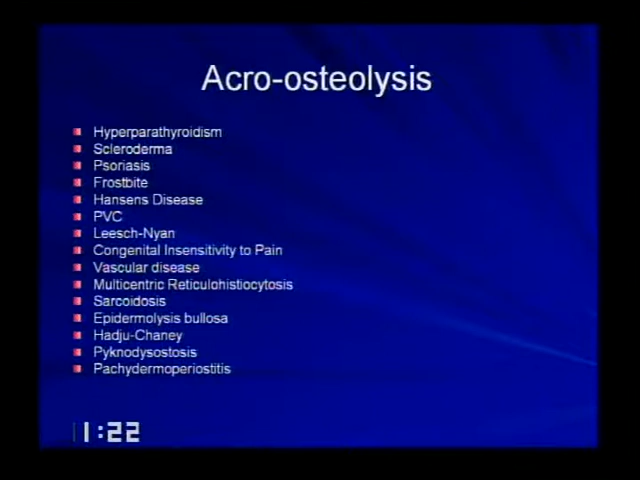 Acro-osteolysis
Hyperparathyroidism
Scleroderma
Psoriasis
Frostbite
Hansens Disease
PVC
Leesch-Nyan
Congenital Insensitivity to Pain
Vascular disease
Multicentric Reticulohistiocytosis
Sarcoidosis
Epidermolysis bullosa
Hadju-Chaney
Pyknodysostosis
Pachydermoperiostitis
1:22